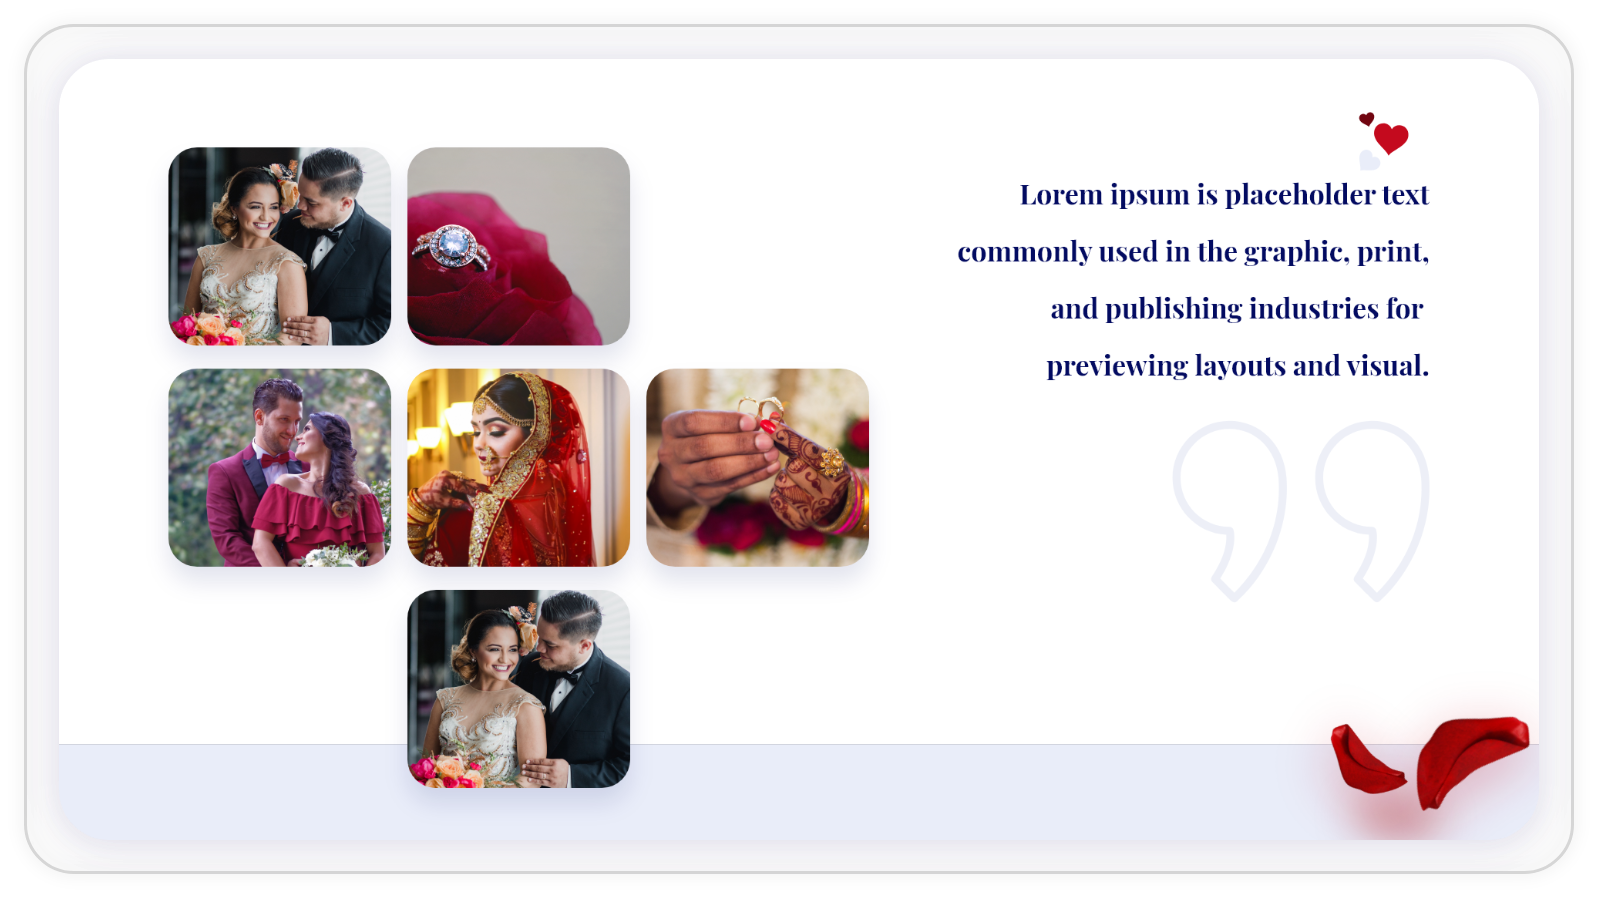 Lorem ipsum is placeholder text
commonly used in the graphic, print,
and publishing industries for
previewing layouts and visual.